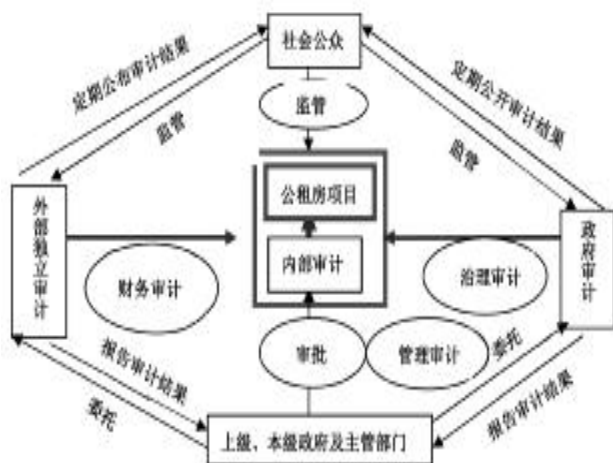 社会公众
定期公布审计结果
监管
监管
定期公开审计结果
监管
公租房项目
外部独立审计
内部审计
政府审计
财务审计
治理审计
审批
管理审计
报告审计结果
委托
委托
报告审计结果
上级、本级政府及主管部门